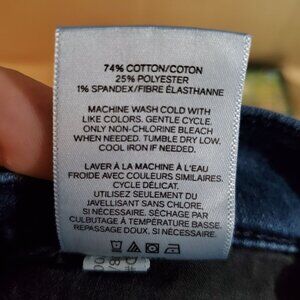 74% COTTON/COTON
25% POLYESTER
1% SPANDEX/FIBRE ÉLASTHANNE
MACHINE WASH COLD WITH
LIKE COLORS. GENTLE CYCLE.
ONLY NON-CHLORINE BLEACH
WHEN NEEDED. TUMBLE DRY LOW.
COOL IRON IF NEEDED.
LAVER À LA MACHINE À L'EAU
FROIDE AVEC COULEURS SIMILAIRES.
CYCLE DÉLICAT.
UTILISEZ SEULEMENT DU
JAVELLISANT SANS CHLORE,
SI NÉCESSAIRE. SÉCHAGE PAR
CULBUTAGE À TEMPÉRATURE BASSE.
REPASSAGE DOUX, SI NÉCESSAIRE.